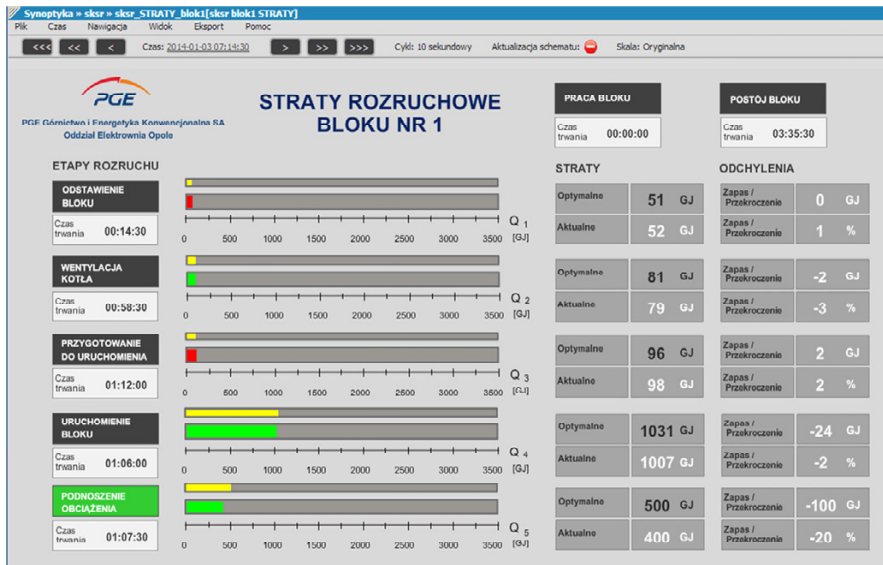 Synoptyka » sksr » sksr_STRATY_blok1[sksr blok1 STRATY]
Plik Czas Nawigacja Widok Eksport Pomoc
<<< << < Czas: 2014-01-03 07:14:30 > >> >>> Cykl: 10 sekundowy Aktualizacja schematu: Skala: Oryginalna
PGE
PGE Górnictwo i Energetyka Konwencjonalna SA
Oddział Elektrownia Opole
STRATY ROZRUCHOWE
BLOKU NR 1
PRACA BLOKU
Czas trwania 00:00:00
POSTÓJ BLOKU
Czas trwania 03:35:30
ETAPY ROZRUCHU
STRATY
ODCHYLENIA
ODSTAWIENIE
BLOKU
Czas trwania 00:14:30
0 500 1000 1500 2000 2500 3000 3500
Q 1
[GJ]
Optymalne 51 GJ
Aktualne 52 GJ
Zapas / Przekroczenie 0 GJ
Zapas / Przekroczenie 1 %
WENTYLACJA
KOTŁA
Czas trwania 00:58:30
0 500 1000 1500 2000 2500 3000 3500
Q 2
[GJ]
Optymalne 81 GJ
Aktualne 79 GJ
Zapas / Przekroczenie -2 GJ
Zapas / Przekroczenie -3 %
PRZYGOTOWANIE
DO URUCHOMIENIA
Czas trwania 01:12:00
0 500 1000 1500 2000 2500 3000 3500
Q 3
[GJ]
Optymalne 96 GJ
Aktualne 98 GJ
Zapas / Przekroczenie 2 GJ
Zapas / Przekroczenie 2 %
URUCHOMIENIE
BLOKU
Czas trwania 01:06:00
0 500 1000 1500 2000 2500 3000 3500
Q 4
[GJ]
Optymalne 1031 GJ
Aktualne 1007 GJ
Zapas / Przekroczenie -24 GJ
Zapas / Przekroczenie -2 %
PODNOSZENIE
OBCIĄŻENIA
Czas trwania 01:07:30
0 500 1000 1500 2000 2500 3000 3500
Q 5
[GJ]
Optymalne 500 GJ
Aktualne 400 GJ
Zapas / Przekroczenie -100 GJ
Zapas / Przekroczenie -20 %